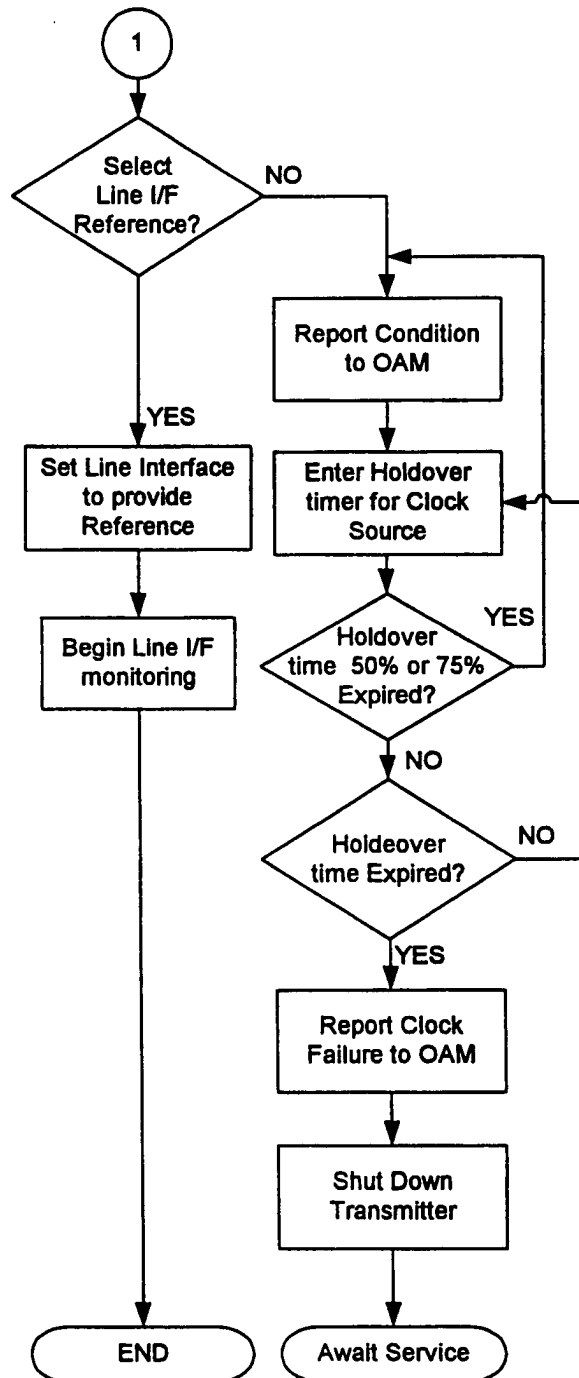 1
Select
Line I/F
Reference?
NO
Report Condition
to OAM
YES
Set Line Interface
to provide
Reference
Enter Holdover
timer for Clock
Source
YES
Begin Line I/F
monitoring
Holdover
time 50% or 75%
Expired?
NO
Holdeover
time Expired?
NO
YES
Report Clock
Failure to OAM
Shut Down
Transmitter
END
Await Service